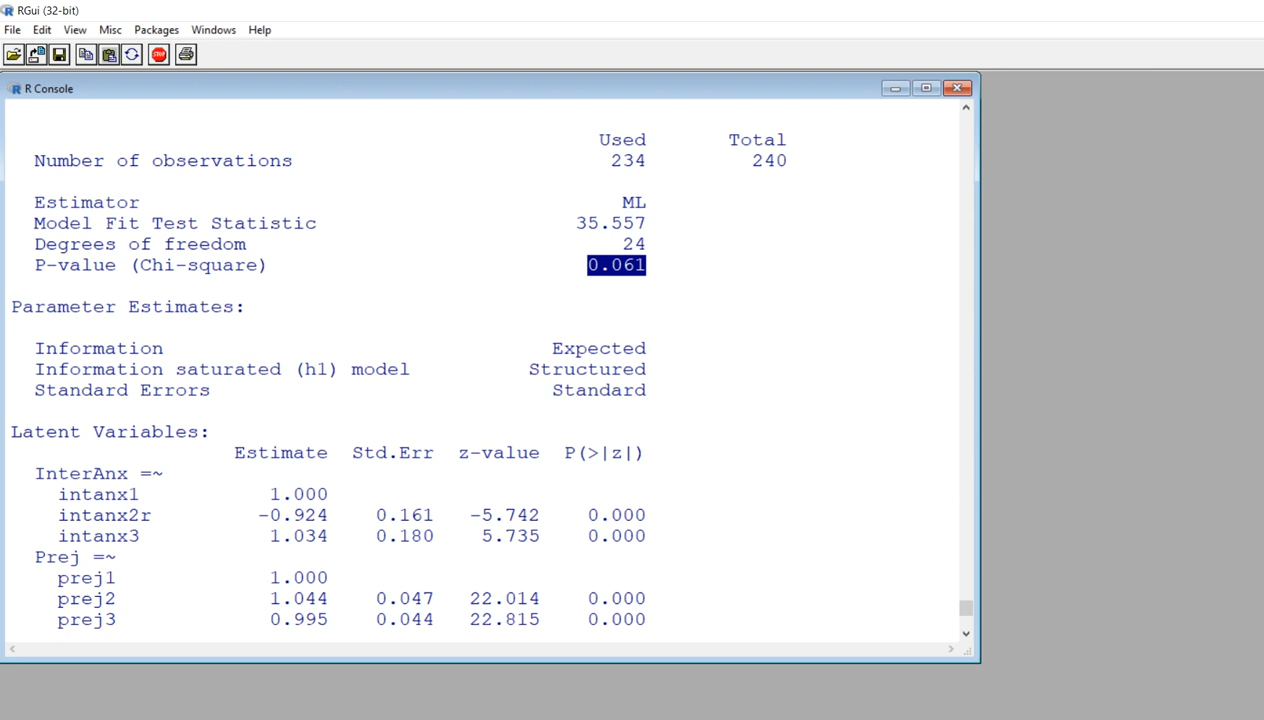 RGui (32-bit)
File Edit View Misc Packages Windows Help
STOP
R Console
Used Total
Number of observations 234 240
Estimator ML
Model Fit Test Statistic 35.557
Degrees of freedom 24
P-value (Chi-square) 0.061
Parameter Estimates:
Information Expected
Information saturated (h1) model Structured
Standard Errors Standard
Latent Variables:
Estimate Std.Err z-value P(>|z|)
InterAnx =~
intanx1 1.000
intanx2r -0.924 0.161 -5.742 0.000
intanx3 1.034 0.180 5.735 0.000
Prej =~
prej1 1.000
prej2 1.044 0.047 22.014 0.000
prej3 0.995 0.044 22.815 0.000